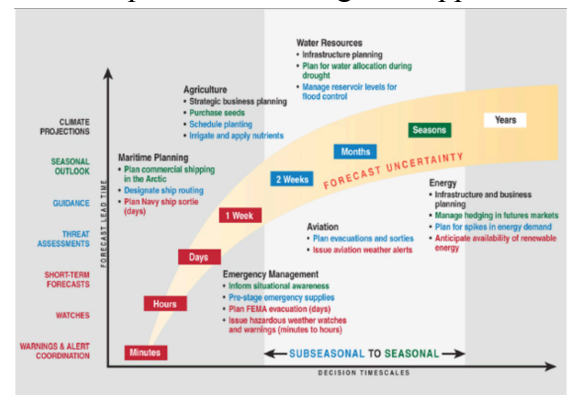 Water Resources
• Infrastructure planning
• Plan for water allocation during
drought
• Manage reservoir levels for
flood control
Agriculture
• Strategic business planning
• Purchase seeds
• Schedule planting
• Irrigate and apply nutrients
Maritime Planning
• Plan commercial shipping
in the Arctic
• Designate ship routing
• Plan Navy ship sortie
(days)
CLIMATE
PROJECTIONS
SEASONAL
OUTLOOK
GUIDANCE
THREAT
ASSESSMENTS
SHORT-TERM
FORECASTS
WATCHES
WARNINGS & ALERT
COORDINATION
FORECAST LEAD TIME
Minutes
Hours
Days
1 Week
2 Weeks
Months
Seasons
Years
FORECAST UNCERTAINTY
Energy
• Infrastructure and business
planning
• Manage hedging in futures markets
• Plan for spikes in energy demand
• Anticipate availability of renewable
energy
Aviation
• Plan evacuations and sorties
• Issue aviation weather alerts
Emergency Management
• Inform situational awareness
• Pre-stage emergency supplies
• Plan FEMA evacuation (days)
• Issue hazardous weather watches
and warnings (minutes to hours)
SUBSEASONAL TO SEASONAL
DECISION TIMESCALES